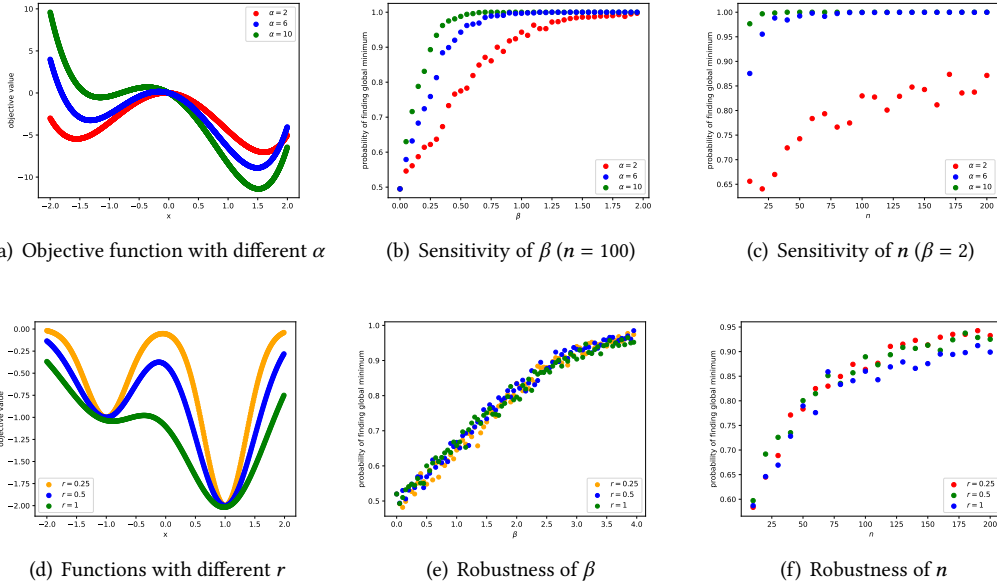 10
5
0
−5
−10
objective value
−2.0 −1.5 −1.0 −0.5 0.0 0.5 1.0 1.5 2.0
x
α = 2
α = 6
α = 10
1.0
0.9
0.8
0.7
0.6
0.5
probability of finding global minimum
0.00 0.25 0.50 0.75 1.00 1.25 1.50 1.75 2.00
β
α = 2
α = 6
α = 10
1.00
0.95
0.90
0.85
0.80
0.75
0.70
0.65
probability of finding global minimum
25 50 75 100 125 150 175 200
n
α = 2
α = 6
α = 10
a) Objective function with different α
(b) Sensitivity of β (n = 100)
(c) Sensitivity of n (β = 2)
0.00
−0.25
−0.50
−0.75
−1.00
−1.25
−1.50
−1.75
−2.00
objective value
−2.0 −1.5 −1.0 −0.5 0.0 0.5 1.0 1.5 2.0
x
r = 0.25
r = 0.5
r = 1
1.0
0.9
0.8
0.7
0.6
0.5
probability of finding global minimum
0.0 0.5 1.0 1.5 2.0 2.5 3.0 3.5 4.0
β
r = 0.25
r = 0.5
r = 1
0.95
0.90
0.85
0.80
0.75
0.70
0.65
0.60
probability of finding global minimum
25 50 75 100 125 150 175 200
n
r = 0.25
r = 0.5
r = 1
(d) Functions with different r
(e) Robustness of β
(f) Robustness of n